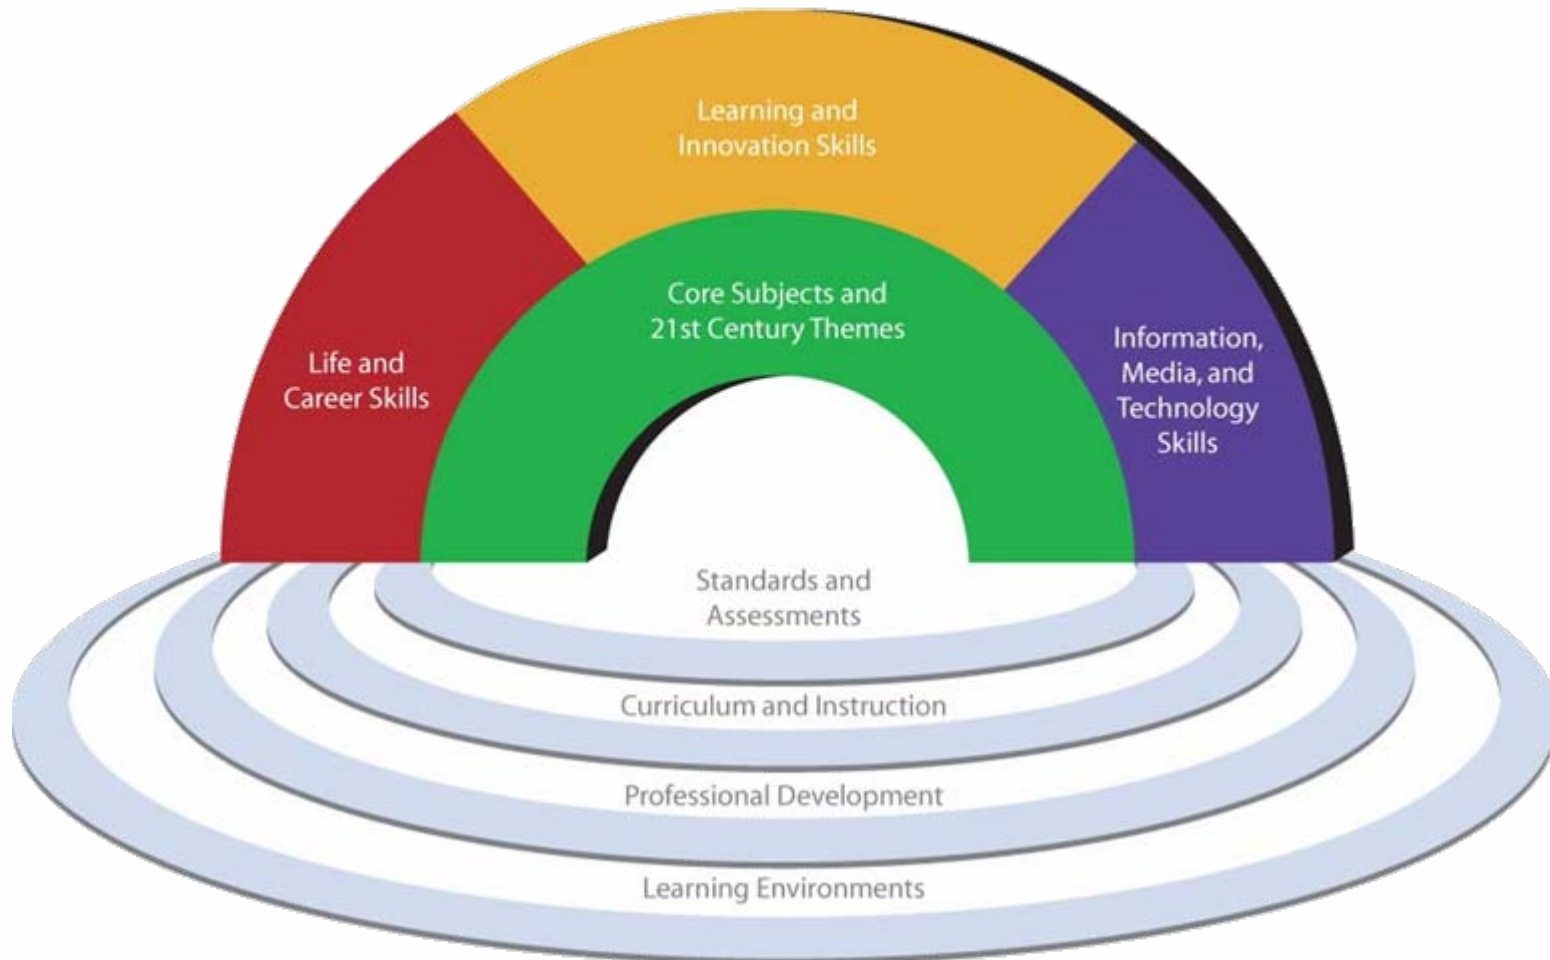 Learning and
Innovation Skills
Core Subjects and
21st Century Themes
Life and
Career Skills
Information,
Media, and
Technology
Skills
Standards and
Assessments
Curriculum and Instruction
Professional Development
Learning Environments